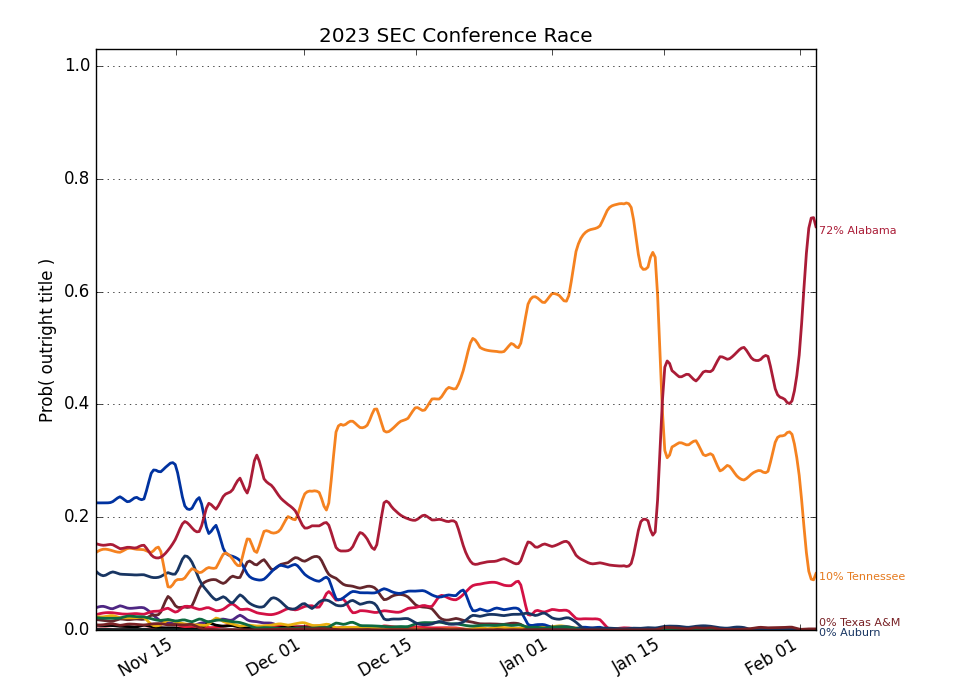 2023 SEC Conference Race
Prob( outright title )
1.0
0.8
0.6
0.4
0.2
0.0
72% Alabama
10% Tennessee
0% Texas A&M
0% Auburn
Nov 15
Dec 01
Dec 15
Jan 01
Jan 15
Feb 01